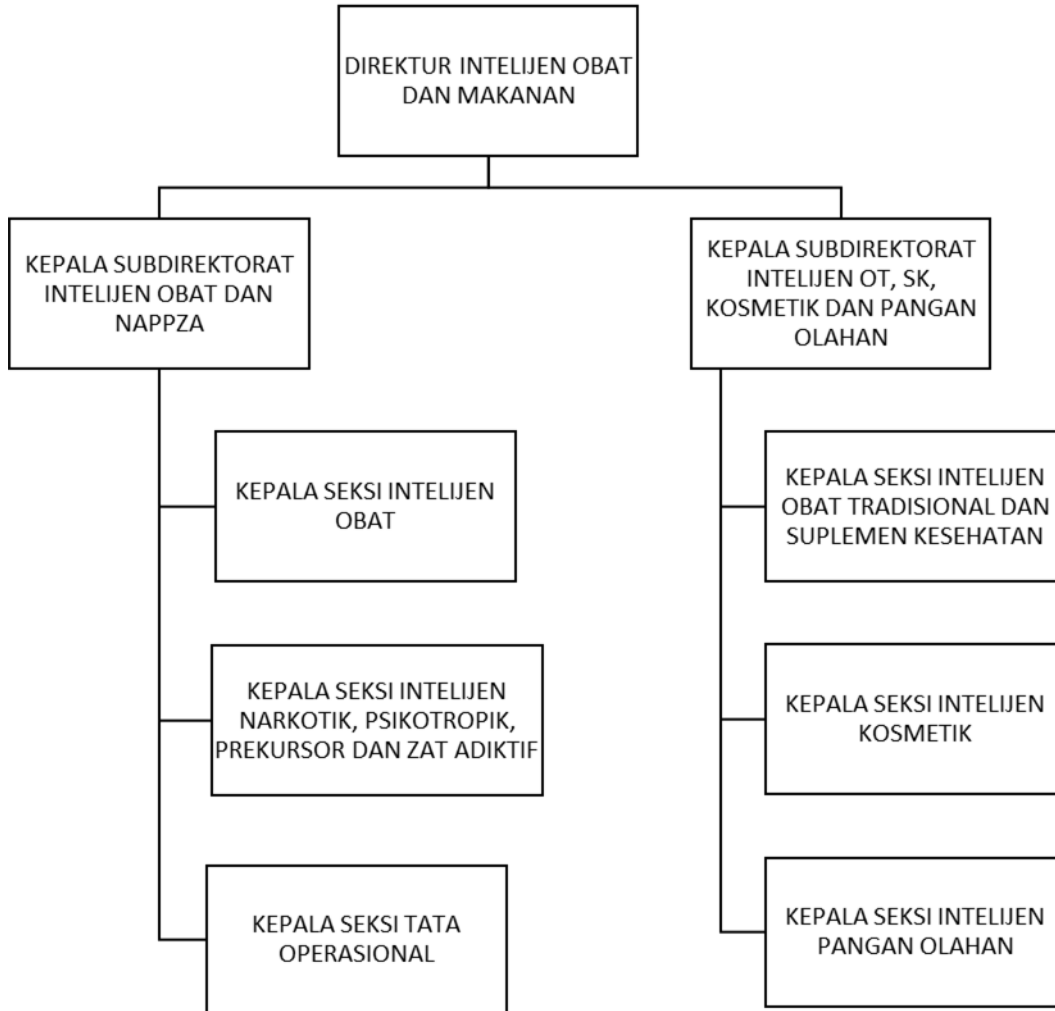 DIREKTUR INTELIJEN OBAT
DAN MAKANAN
KEPALA SUBDIREKTORAT
INTELIJEN OBAT DAN
NAPPZA
KEPALA SUBDIREKTORAT
INTELIJEN OT, SK,
KOSMETIK DAN PANGAN
OLAHAN
KEPALA SEKSI INTELIJEN
OBAT
KEPALA SEKSI INTELIJEN
OBAT TRADISIONAL DAN
SUPLEMEN KESEHATAN
KEPALA SEKSI INTELIJEN
NARKOTIK, PSIKOTROPIK,
PREKURSOR DAN ZAT ADIKTIF
KEPALA SEKSI INTELIJEN
KOSMETIK
KEPALA SEKSI TATA
OPERASIONAL
KEPALA SEKSI INTELIJEN
PANGAN OLAHAN